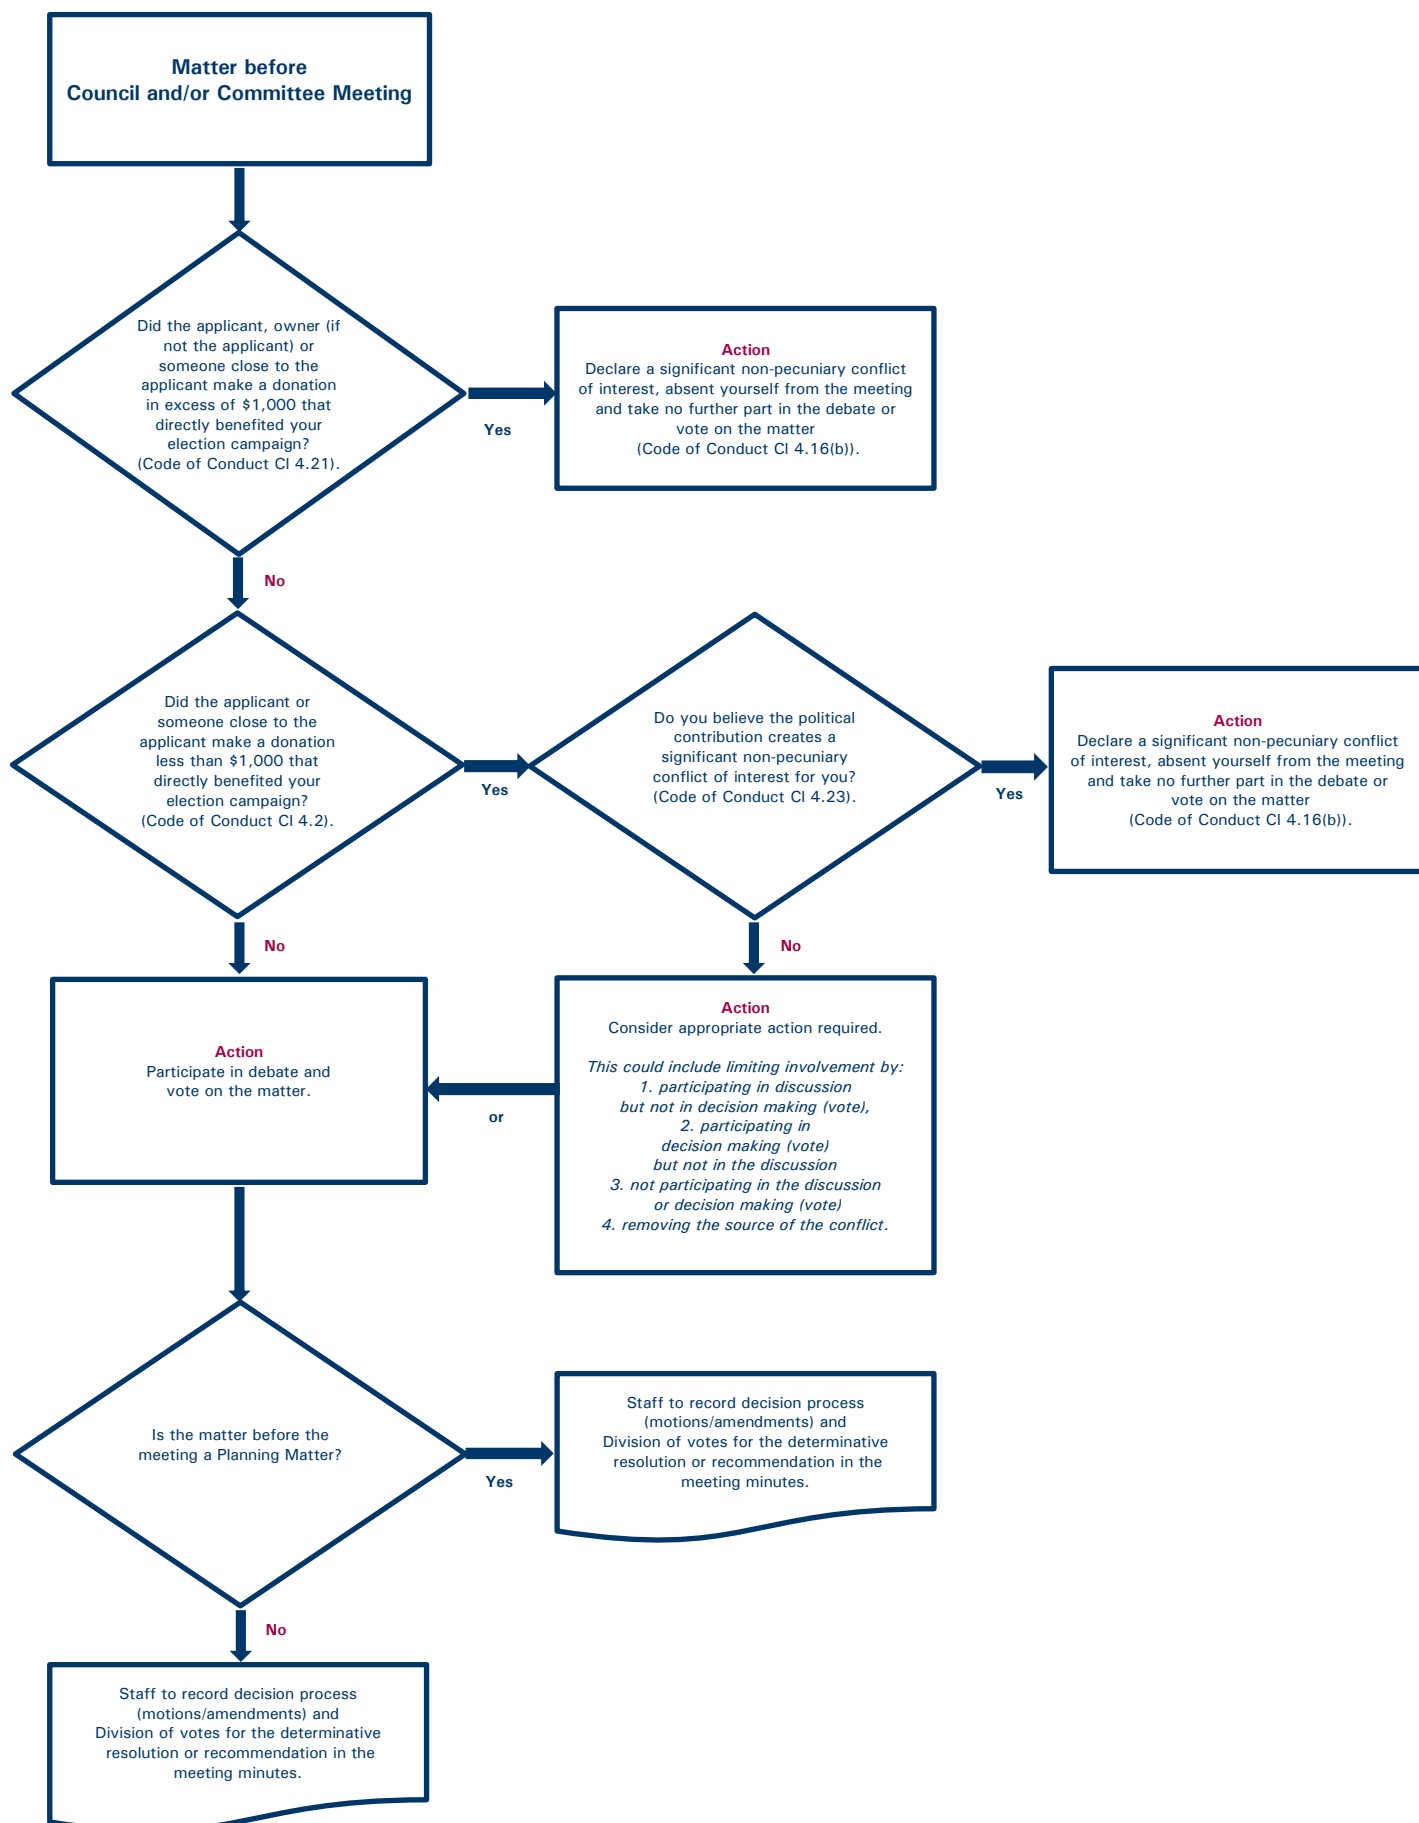 Matter before
Council and/or Committee Meeting
Did the applicant, owner (if
not the applicant) or
someone close to the
applicant make a donation
in excess of $1,000 that
directly benefited your
election campaign?
(Code of Conduct Cl 4.21).
Yes
Action
Declare a significant non-pecuniary conflict
of interest, absent yourself from the meeting
and take no further part in the debate or
vote on the matter
(Code of Conduct Cl 4.16(b)).
No
Did the applicant or
someone close to the
applicant make a donation
less than $1,000 that
directly benefited your
election campaign?
(Code of Conduct Cl 4.2).
Yes
Do you believe the political
contribution creates a
significant non-pecuniary
conflict of interest for you?
(Code of Conduct Cl 4.23).
Yes
Action
Declare a significant non-pecuniary conflict
of interest, absent yourself from the meeting
and take no further part in the debate or
vote on the matter
(Code of Conduct Cl 4.16(b)).
No
No
Action
Participate in debate and
vote on the matter.
or
Action
Consider appropriate action required.
This could include limiting involvement by:
1. participating in discussion
but not in decision making (vote),
2. participating in
decision making (vote)
but not in the discussion
3. not participating in the discussion
or decision making (vote)
4. removing the source of the conflict.
Is the matter before the
meeting a Planning Matter?
Yes
Staff to record decision process
(motions/amendments) and
Division of votes for the determinative
resolution or recommendation in the
meeting minutes.
No
Staff to record decision process
(motions/amendments) and
Division of votes for the determinative
resolution or recommendation in the
meeting minutes.